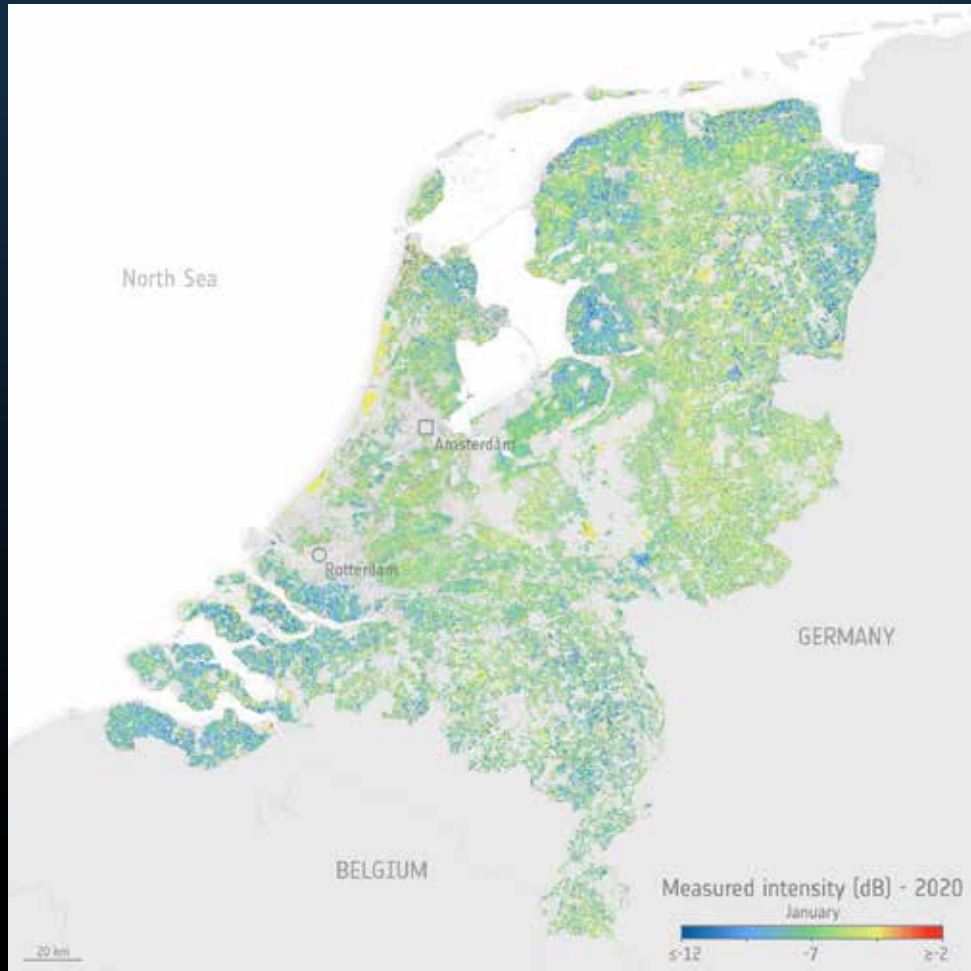 North Sea
Amsterdam
Rotterdam
GERMANY
BELGIUM
Measured intensity (dB) - 2020
January
≤-12 -7 ≥-2
20 km